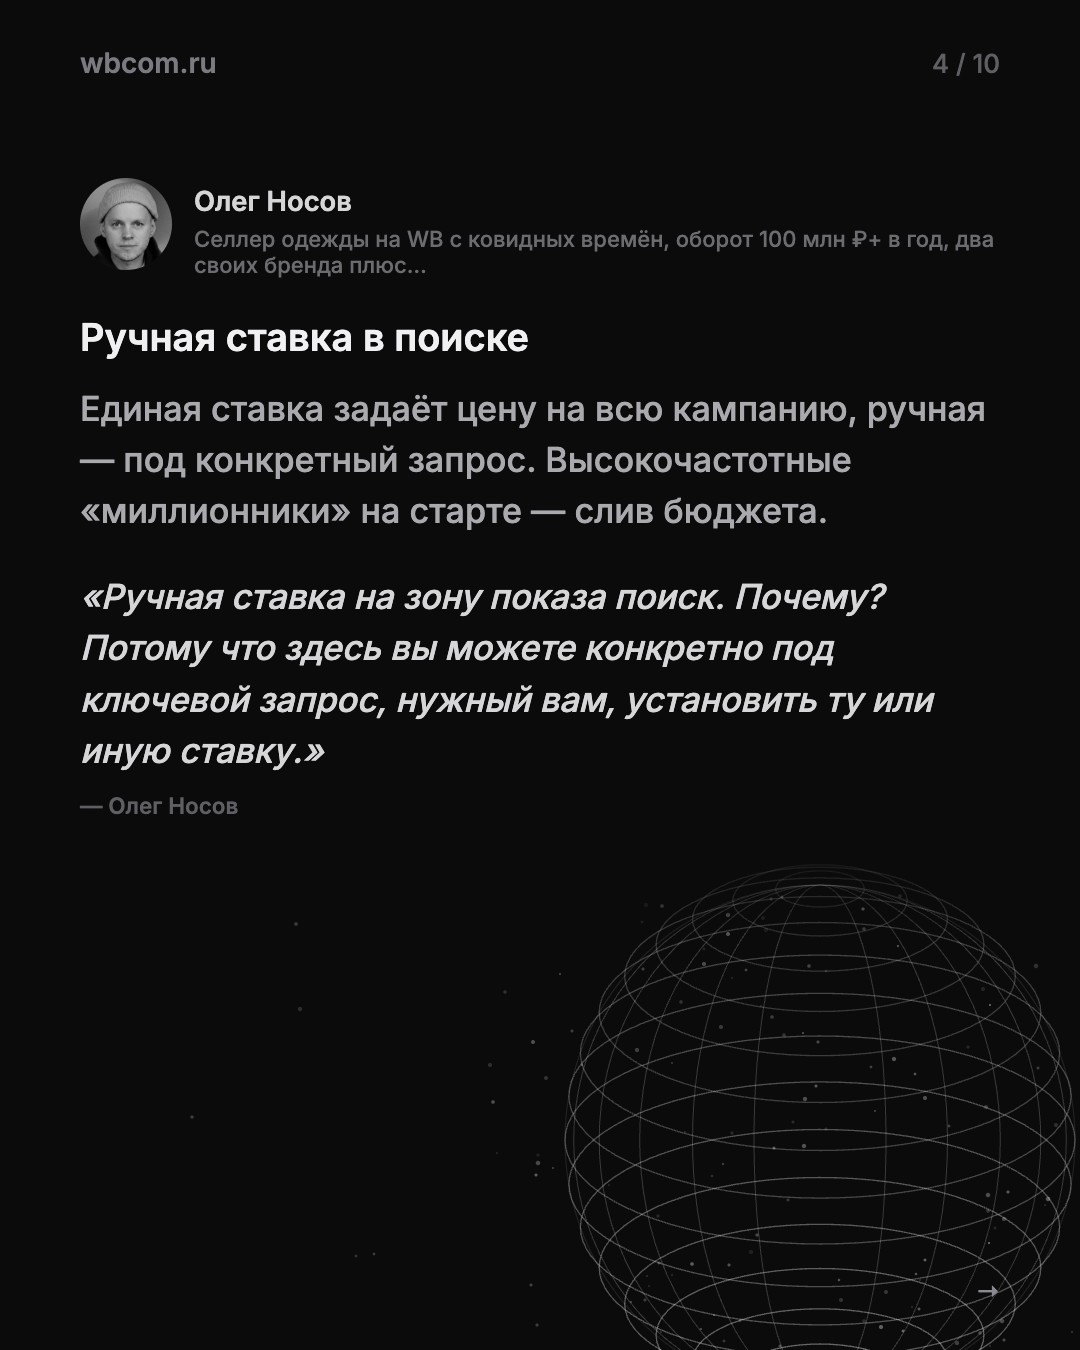 wbcom.ru
4 / 10
Олег Носов
Селлер одежды на WB с ковидных времён, оборот 100 млн ₽+ в год, два
своих бренда плюс...
Ручная ставка в поиске
Единая ставка задаёт цену на всю кампанию, ручная
— под конкретный запрос. Высокочастотные
«миллионники» на старте — слив бюджета.
«Ручная ставка на зону показа поиск. Почему?
Потому что здесь вы можете конкретно под
ключевой запрос, нужный вам, установить ту или
иную ставку.»
— Олег Носов
→